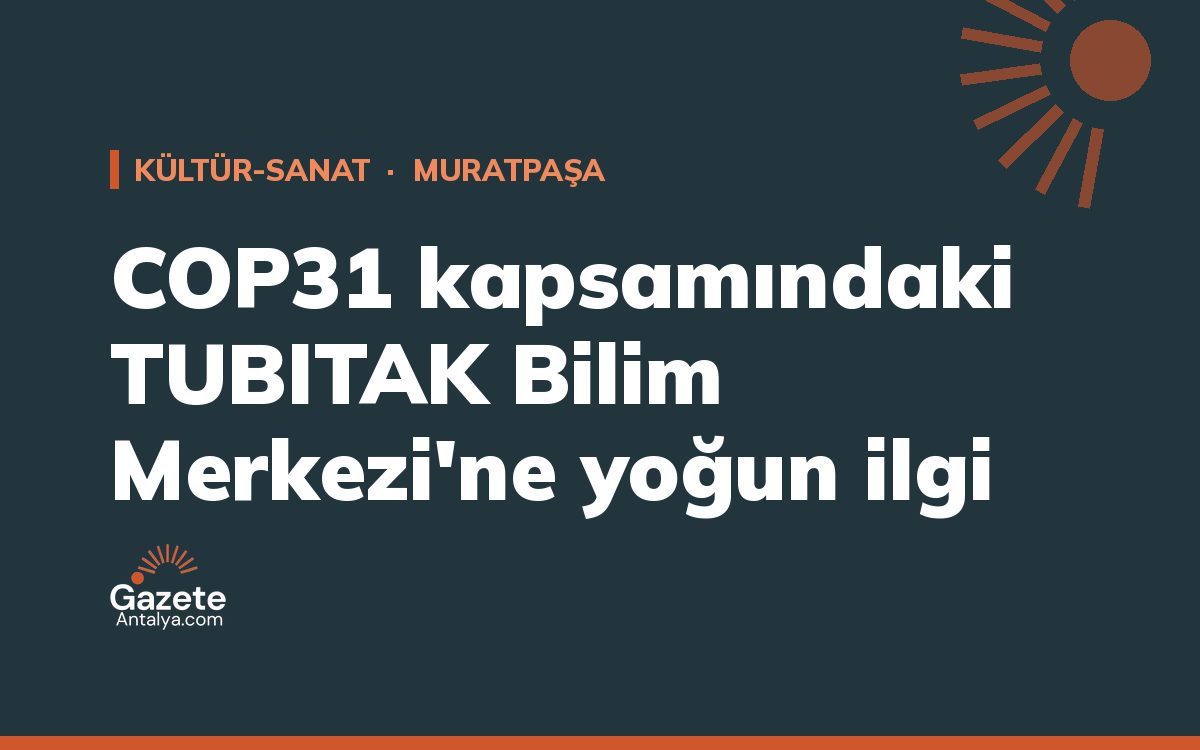 KÜLTÜR-SANAT · MURATPAŞA
COP31 kapsamındaki
TUBITAK Bilim
Merkezi'ne yoğun ilgi
Gazete
Antalya.com